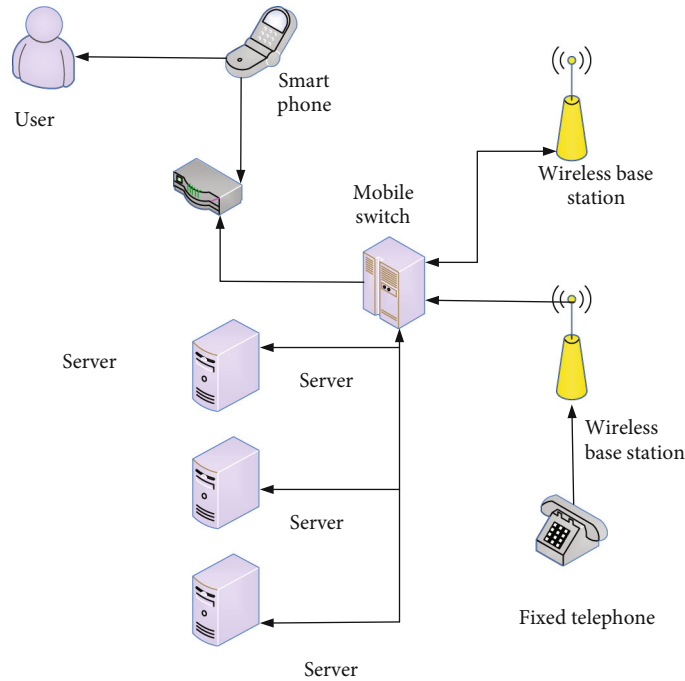 User
Smart
phone
Wireless base
station
Mobile
switch
Server
Server
Wireless
base station
Server
Fixed telephone
Server